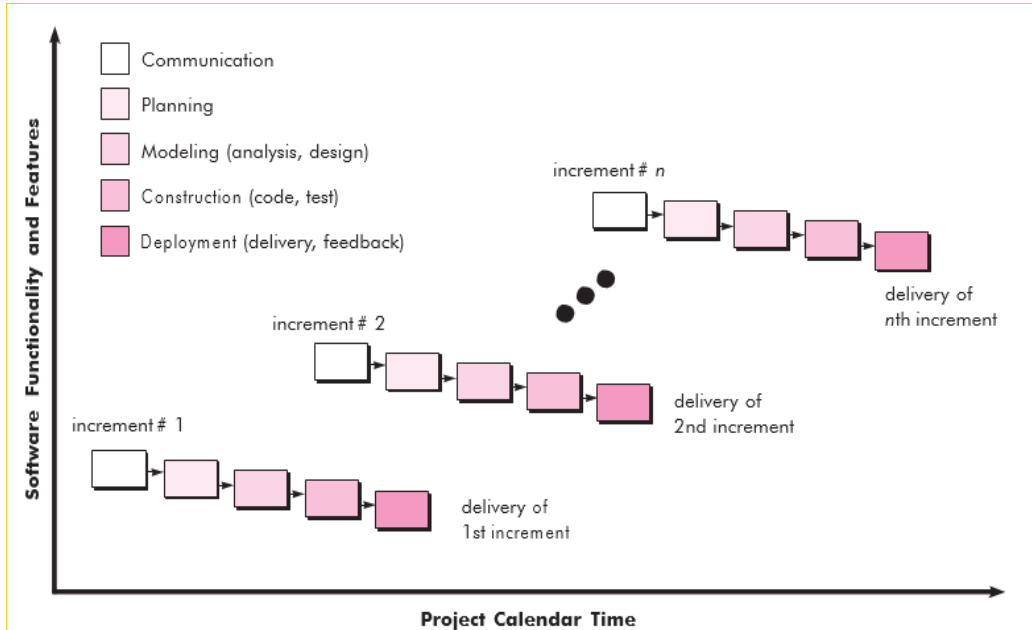 Software Functionality and Features
Communication
Planning
Modeling (analysis, design)
Construction (code, test)
Deployment (delivery, feedback)
increment # n
delivery of
nth increment
increment # 2
delivery of
2nd increment
increment # 1
delivery of
1st increment
Project Calendar Time